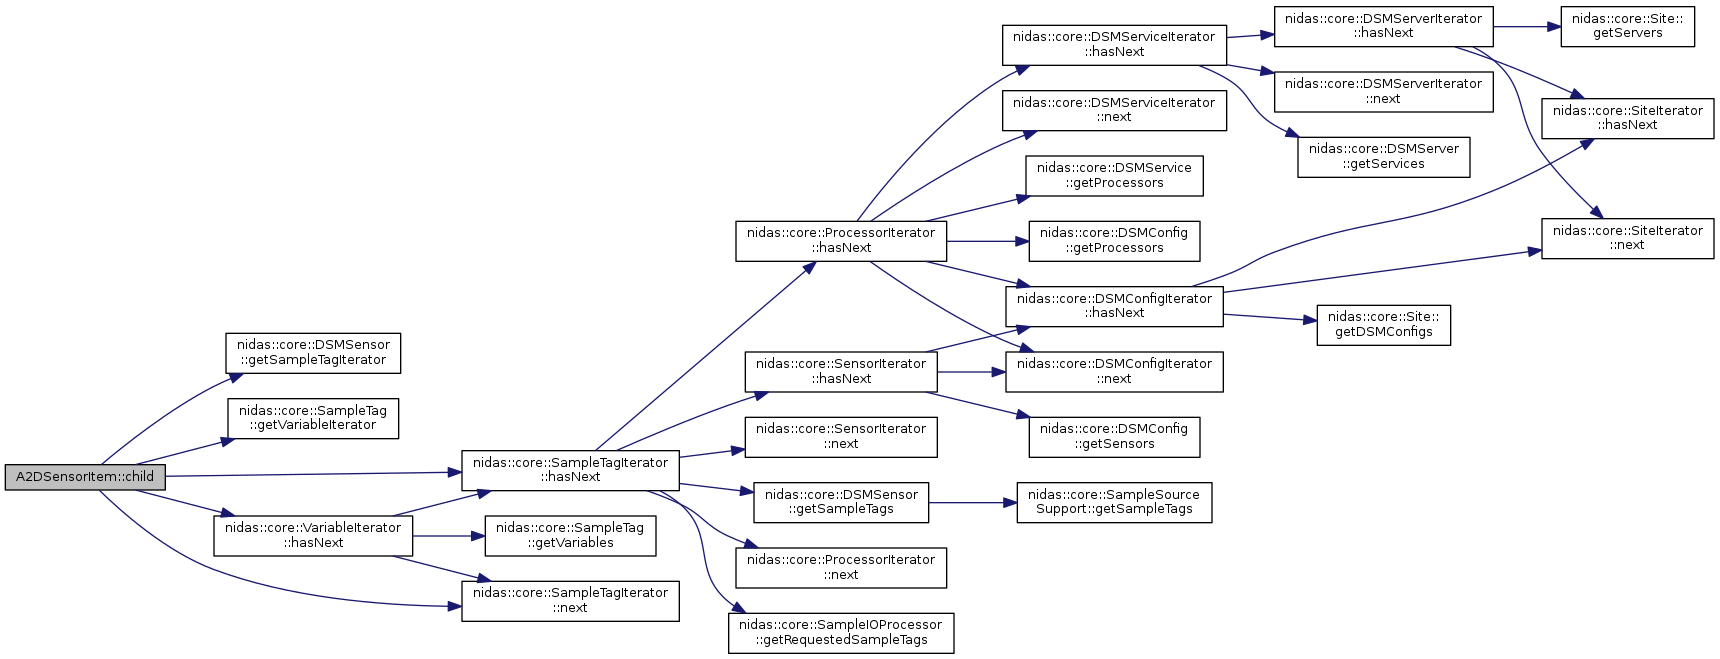 A2DSensorItem::child
nidas::core::DSMSensor
::getSampleTagIterator
nidas::core::SampleTag
::getVariableIterator
nidas::core::VariableIterator
::hasNext
nidas::core::SampleTagIterator
::hasNext
nidas::core::SampleTag
::getVariables
nidas::core::SampleTagIterator
::next
nidas::core::ProcessorIterator
::hasNext
nidas::core::SensorIterator
::hasNext
nidas::core::SensorIterator
::next
nidas::core::DSMSensor
::getSampleTags
nidas::core::ProcessorIterator
::next
nidas::core::SampleIOProcessor
::getRequestedSampleTags
nidas::core::DSMServiceIterator
::hasNext
nidas::core::DSMServiceIterator
::next
nidas::core::DSMService
::getProcessors
nidas::core::DSMConfig
::getProcessors
nidas::core::DSMConfigIterator
::hasNext
nidas::core::DSMConfigIterator
::next
nidas::core::DSMConfig
::getSensors
nidas::core::SampleSource
Support::getSampleTags
nidas::core::DSMServerIterator
::hasNext
nidas::core::DSMServerIterator
::next
nidas::core::DSMServer
::getServices
nidas::core::Site::
getDSMConfigs
nidas::core::Site::
getServers
nidas::core::SiteIterator
::hasNext
nidas::core::SiteIterator
::next